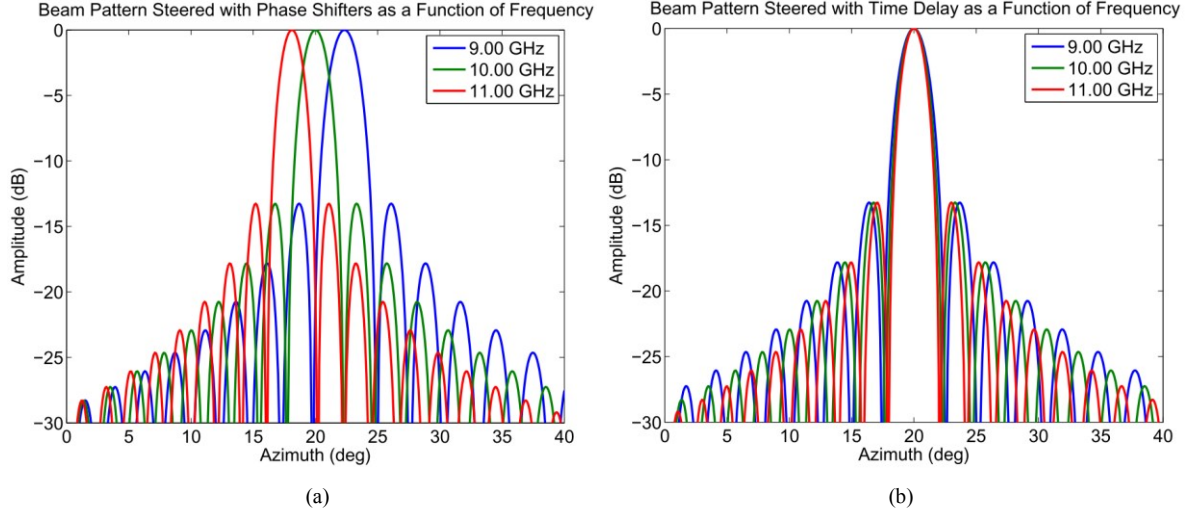 Beam Pattern Steered with Phase Shifters as a Function of Frequency
0
−5
−10
−15
−20
−25
−30
Amplitude (dB)
9.00 GHz
10.00 GHz
11.00 GHz
0 5 10 15 20 25 30 35 40
Azimuth (deg)
(a)
Beam Pattern Steered with Time Delay as a Function of Frequency
0
−5
−10
−15
−20
−25
−30
Amplitude (dB)
9.00 GHz
10.00 GHz
11.00 GHz
0 5 10 15 20 25 30 35 40
Azimuth (deg)
(b)